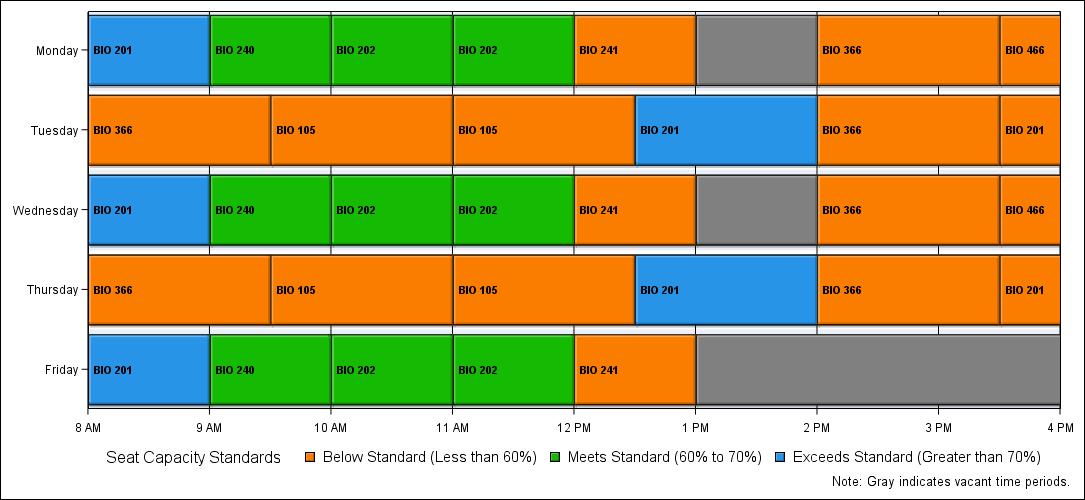 Monday
BIO 201 BIO 240 BIO 202 BIO 202 BIO 241 BIO 366 BIO 466
Tuesday
BIO 366 BIO 105 BIO 105 BIO 201 BIO 366 BIO 201
Wednesday
BIO 201 BIO 240 BIO 202 BIO 202 BIO 241 BIO 366 BIO 466
Thursday
BIO 366 BIO 105 BIO 105 BIO 201 BIO 366 BIO 201
Friday
BIO 201 BIO 240 BIO 202 BIO 202 BIO 241
8 AM 9 AM 10 AM 11 AM 12 PM 1 PM 2 PM 3 PM 4 PM
Seat Capacity Standards Below Standard (Less than 60%) Meets Standard (60% to 70%) Exceeds Standard (Greater than 70%)
Note: Gray indicates vacant time periods.